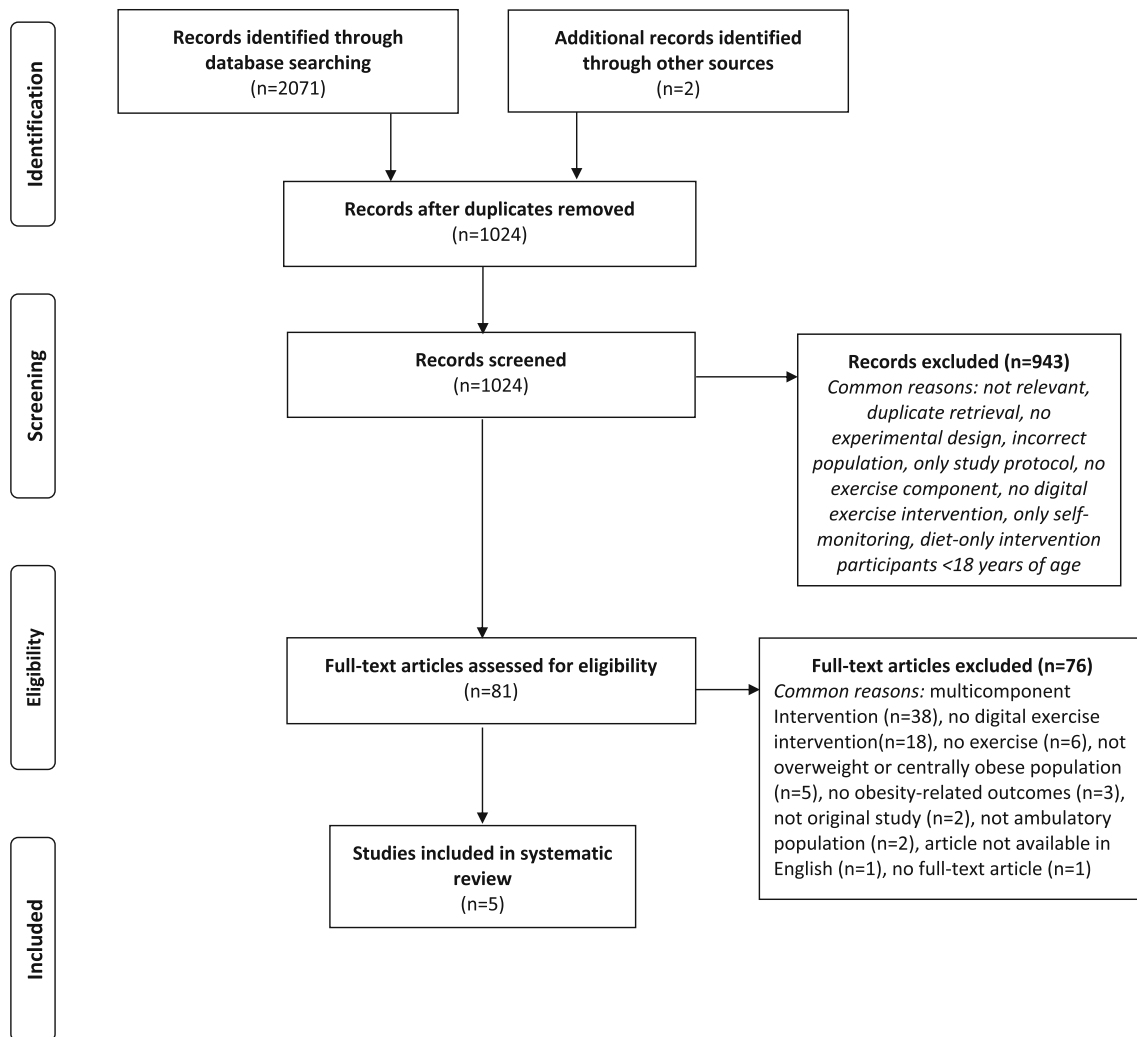 Identification
Records identified through
database searching
(n=2071)
Additional records identified
through other sources
(n=2)
Records after duplicates removed
(n=1024)
Screening
Records screened
(n=1024)
Records excluded (n=943)
Common reasons: not relevant,
duplicate retrieval, no
experimental design, incorrect
population, only study protocol, no
exercise component, no digital
exercise intervention, only self-
monitoring, diet-only intervention
participants <18 years of age
Eligibility
Full-text articles assessed for eligibility
(n=81)
Full-text articles excluded (n=76)
Common reasons: multicomponent
Intervention (n=38), no digital exercise
intervention(n=18), no exercise (n=6), not
overweight or centrally obese population
(n=5), no obesity-related outcomes (n=3),
not original study (n=2), not ambulatory
population (n=2), article not available in
English (n=1), no full-text article (n=1)
Included
Studies included in systematic
review
(n=5)